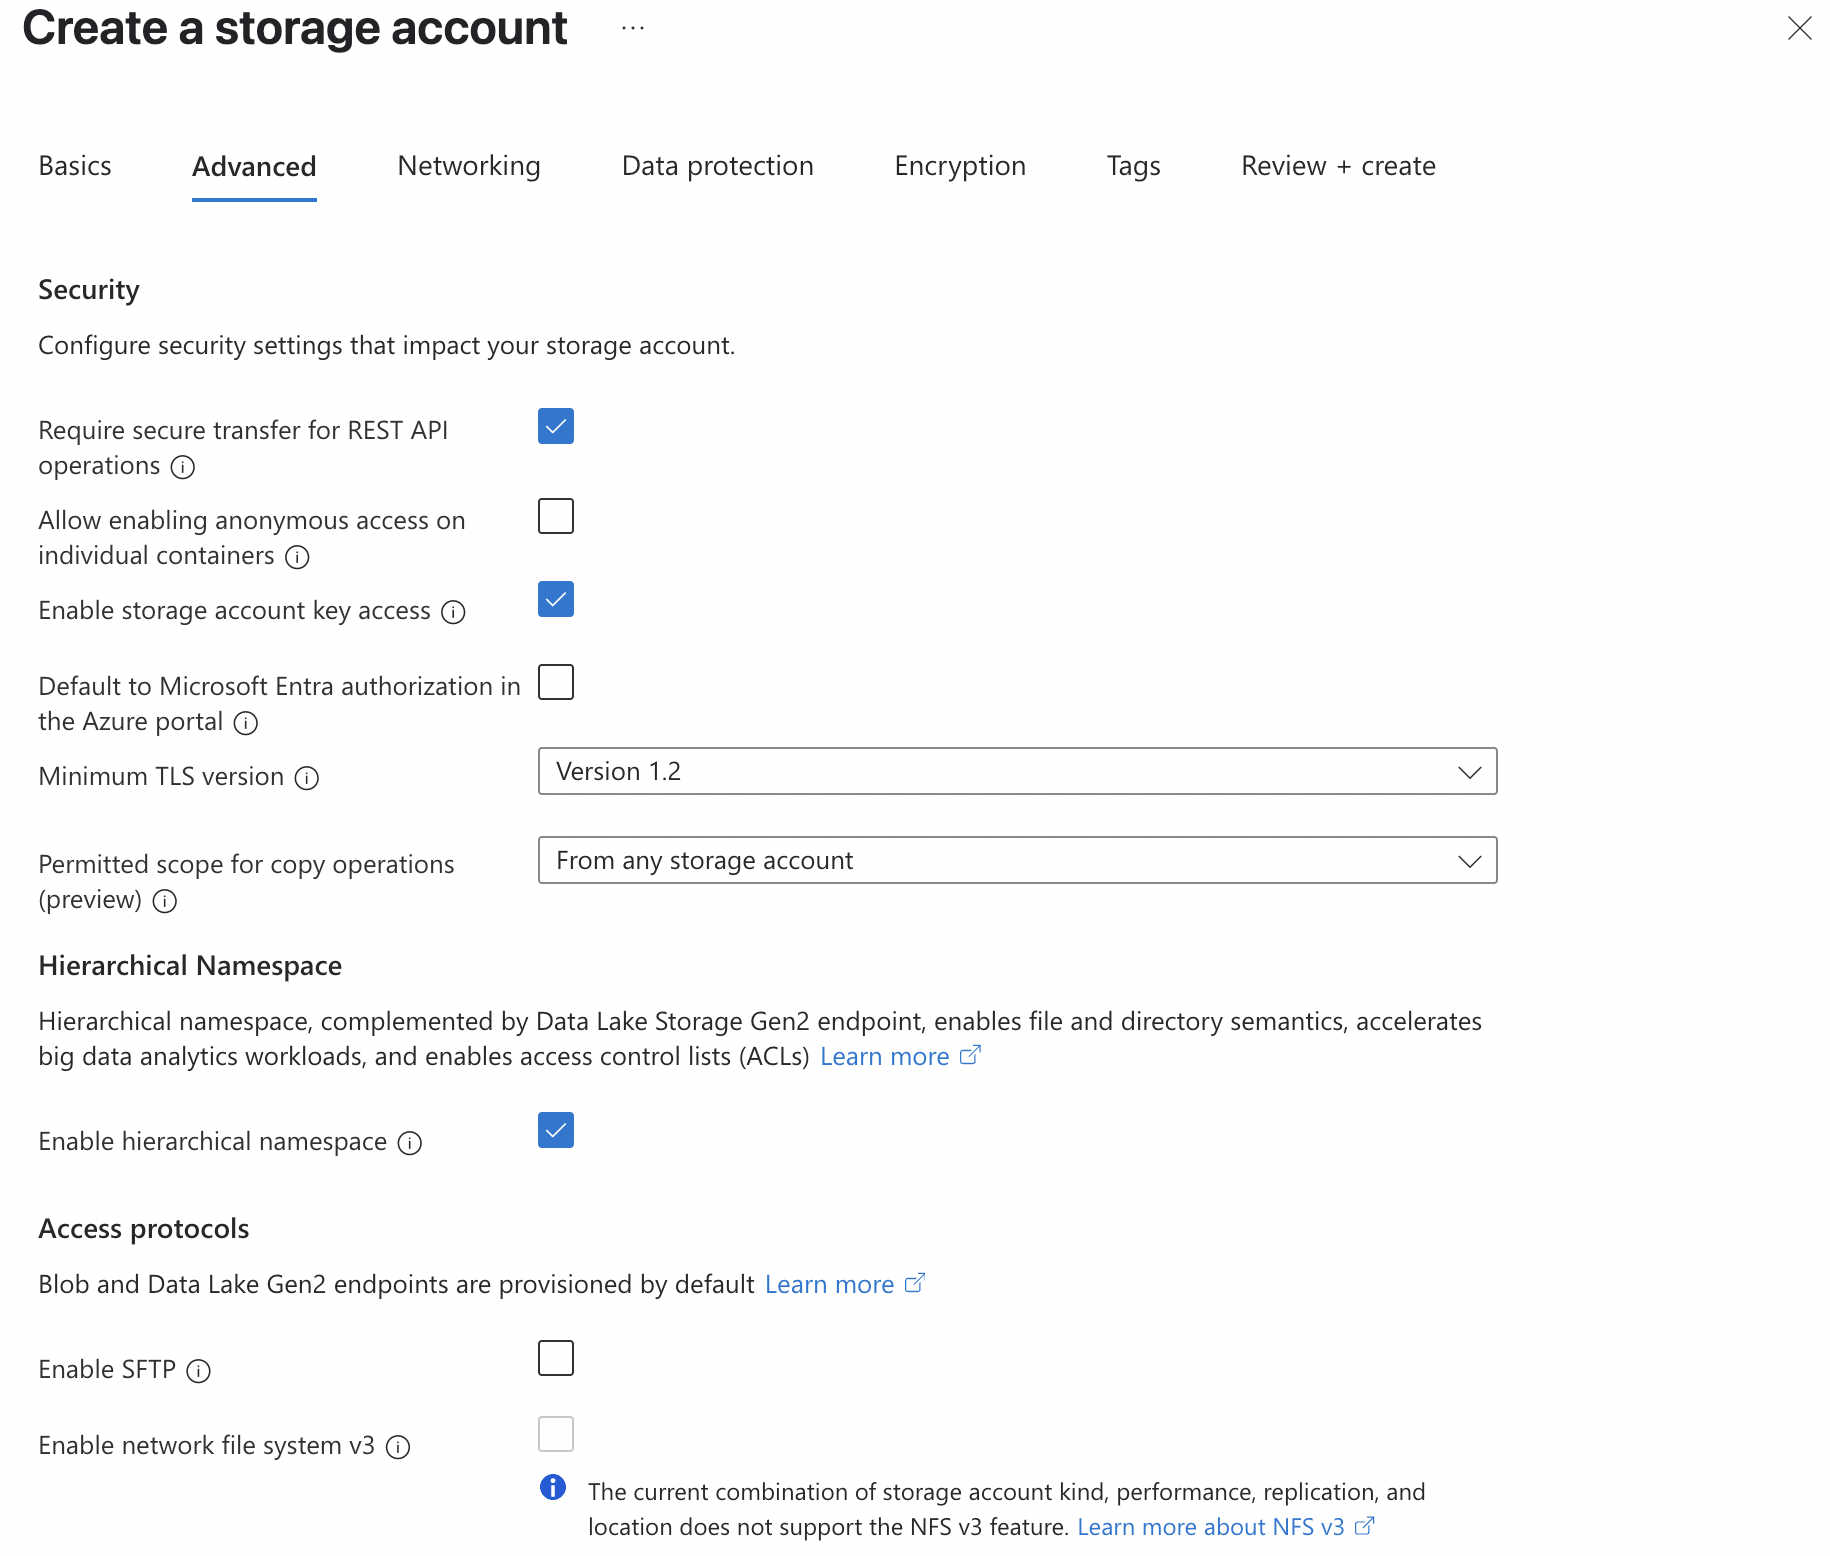 Create a storage account ...
Basics Advanced Networking Data protection Encryption Tags Review + create
Security
Configure security settings that impact your storage account.
Require secure transfer for REST API
operations
Allow enabling anonymous access on
individual containers
Enable storage account key access
Default to Microsoft Entra authorization in
the Azure portal
Minimum TLS version
Version 1.2
Permitted scope for copy operations
(preview)
From any storage account
Hierarchical Namespace
Hierarchical namespace, complemented by Data Lake Storage Gen2 endpoint, enables file and directory semantics, accelerates
big data analytics workloads, and enables access control lists (ACLs) Learn more
Enable hierarchical namespace
Access protocols
Blob and Data Lake Gen2 endpoints are provisioned by default Learn more
Enable SFTP
Enable network file system v3
The current combination of storage account kind, performance, replication, and
location does not support the NFS v3 feature. Learn more about NFS v3